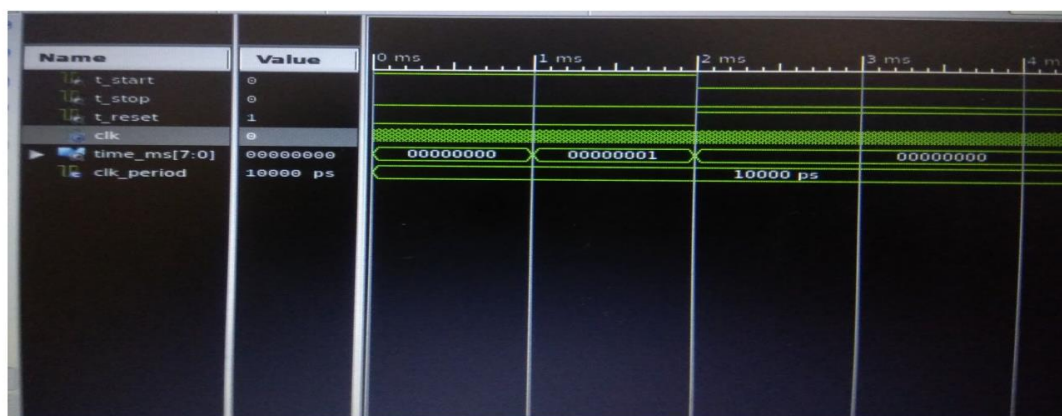 Name Value 0 ms 1 ms 2 ms 3 ms 4 m
t_start 0
t_stop 0
t_reset 1
clk 0
time_ms[7:0] 00000000 00000000 00000001 00000000
clk_period 10000 ps 10000 ps